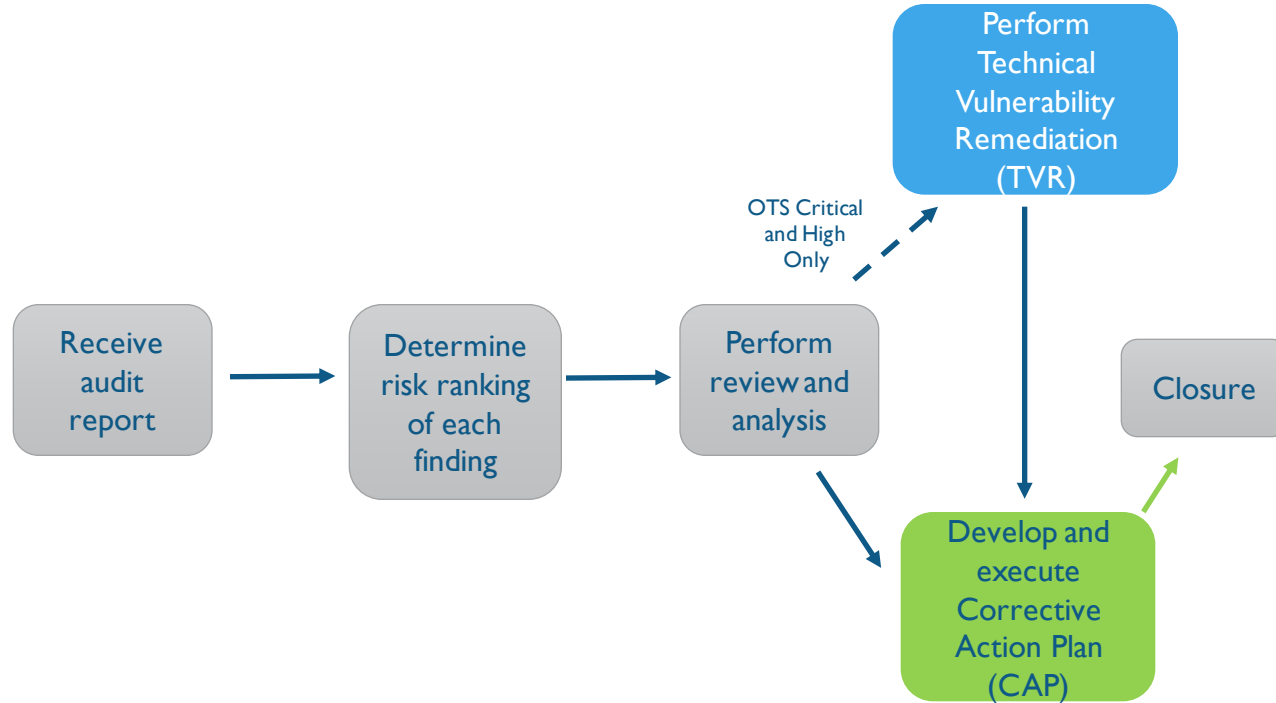 Perform
Technical
Vulnerability
Remediation
(TVR)
OTS Critical
and High
Only
Receive
audit
report
Determine
risk ranking
of each
finding
Perform
review and
analysis
Closure
Develop and
execute
Corrective
Action Plan
(CAP)